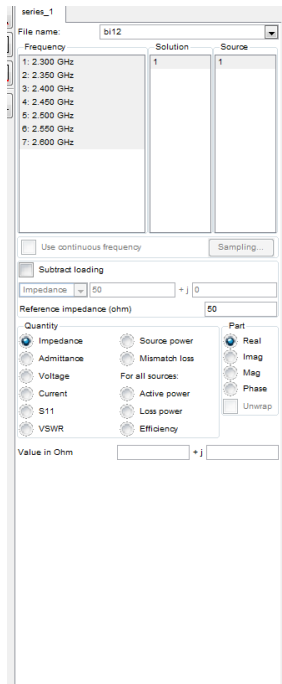 series_1
File name: bi12
Frequency Solution Source
1: 2.300 GHz 1 1
2: 2.350 GHz
3: 2.400 GHz
4: 2.450 GHz
5: 2.500 GHz
6: 2.550 GHz
7: 2.600 GHz
Use continuous frequency Sampling...
Subtract loading
Impedance 50 + j 0
Reference impedance (ohm) 50
Quantity Part
Impedance Source power Real
Admittance Mismatch loss Imag
Voltage For all sources: Mag
Current Active power Phase
S11 Loss power Unwrap
VSWR Efficiency
Value in Ohm + j